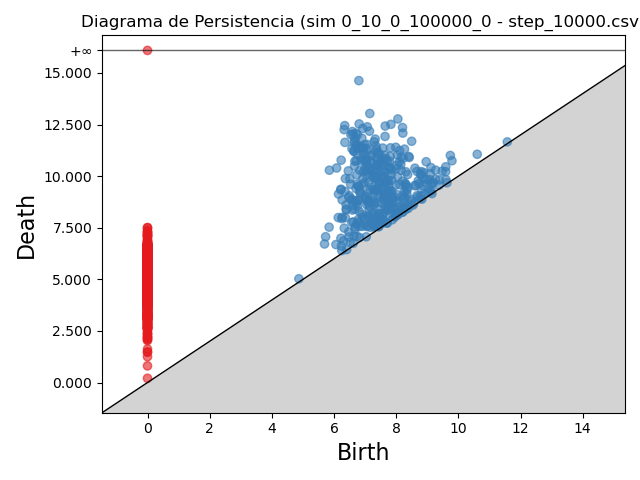 Diagrama de Persistencia (sim 0_10_0_100000_0 - step_10000.csv
+∞
15.000
12.500
10.000
7.500
5.000
2.500
0.000
Death
0 2 4 6 8 10 12 14
Birth